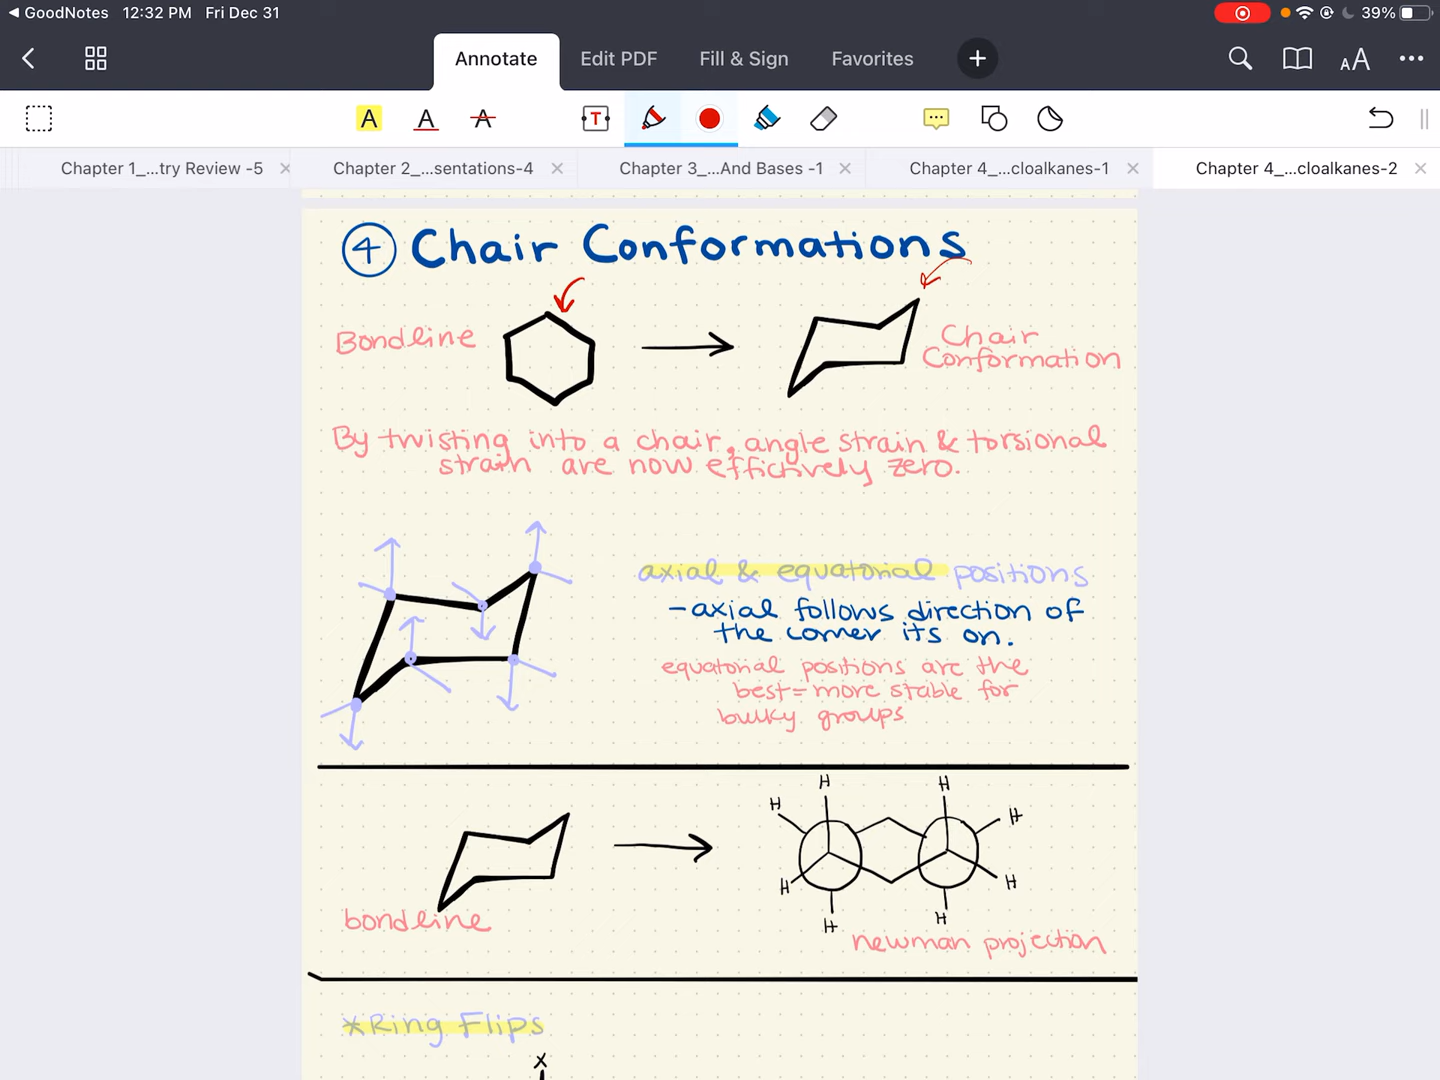 GoodNotes 12:32 PM Fri Dec 31 39%
Annotate Edit PDF Fill & Sign Favorites
A A A T AA
Chapter 1_...try Review -5 Chapter 2_...sentations-4 Chapter 3_...And Bases -1 Chapter 4_...cloalkanes-1 Chapter 4_...cloalkanes-2
4 Chair Conformations
Bondline
Chair
Conformation
By twisting into a chair, angle strain & torsional
strain are now effictively zero.
axial & equatorial positions
-axial follows direction of
the corner its on.
equatorial positions are the
best=more stable for
bulky groups
H H
H H
H H
H H
bondline
newman projection
*Ring Flips
X